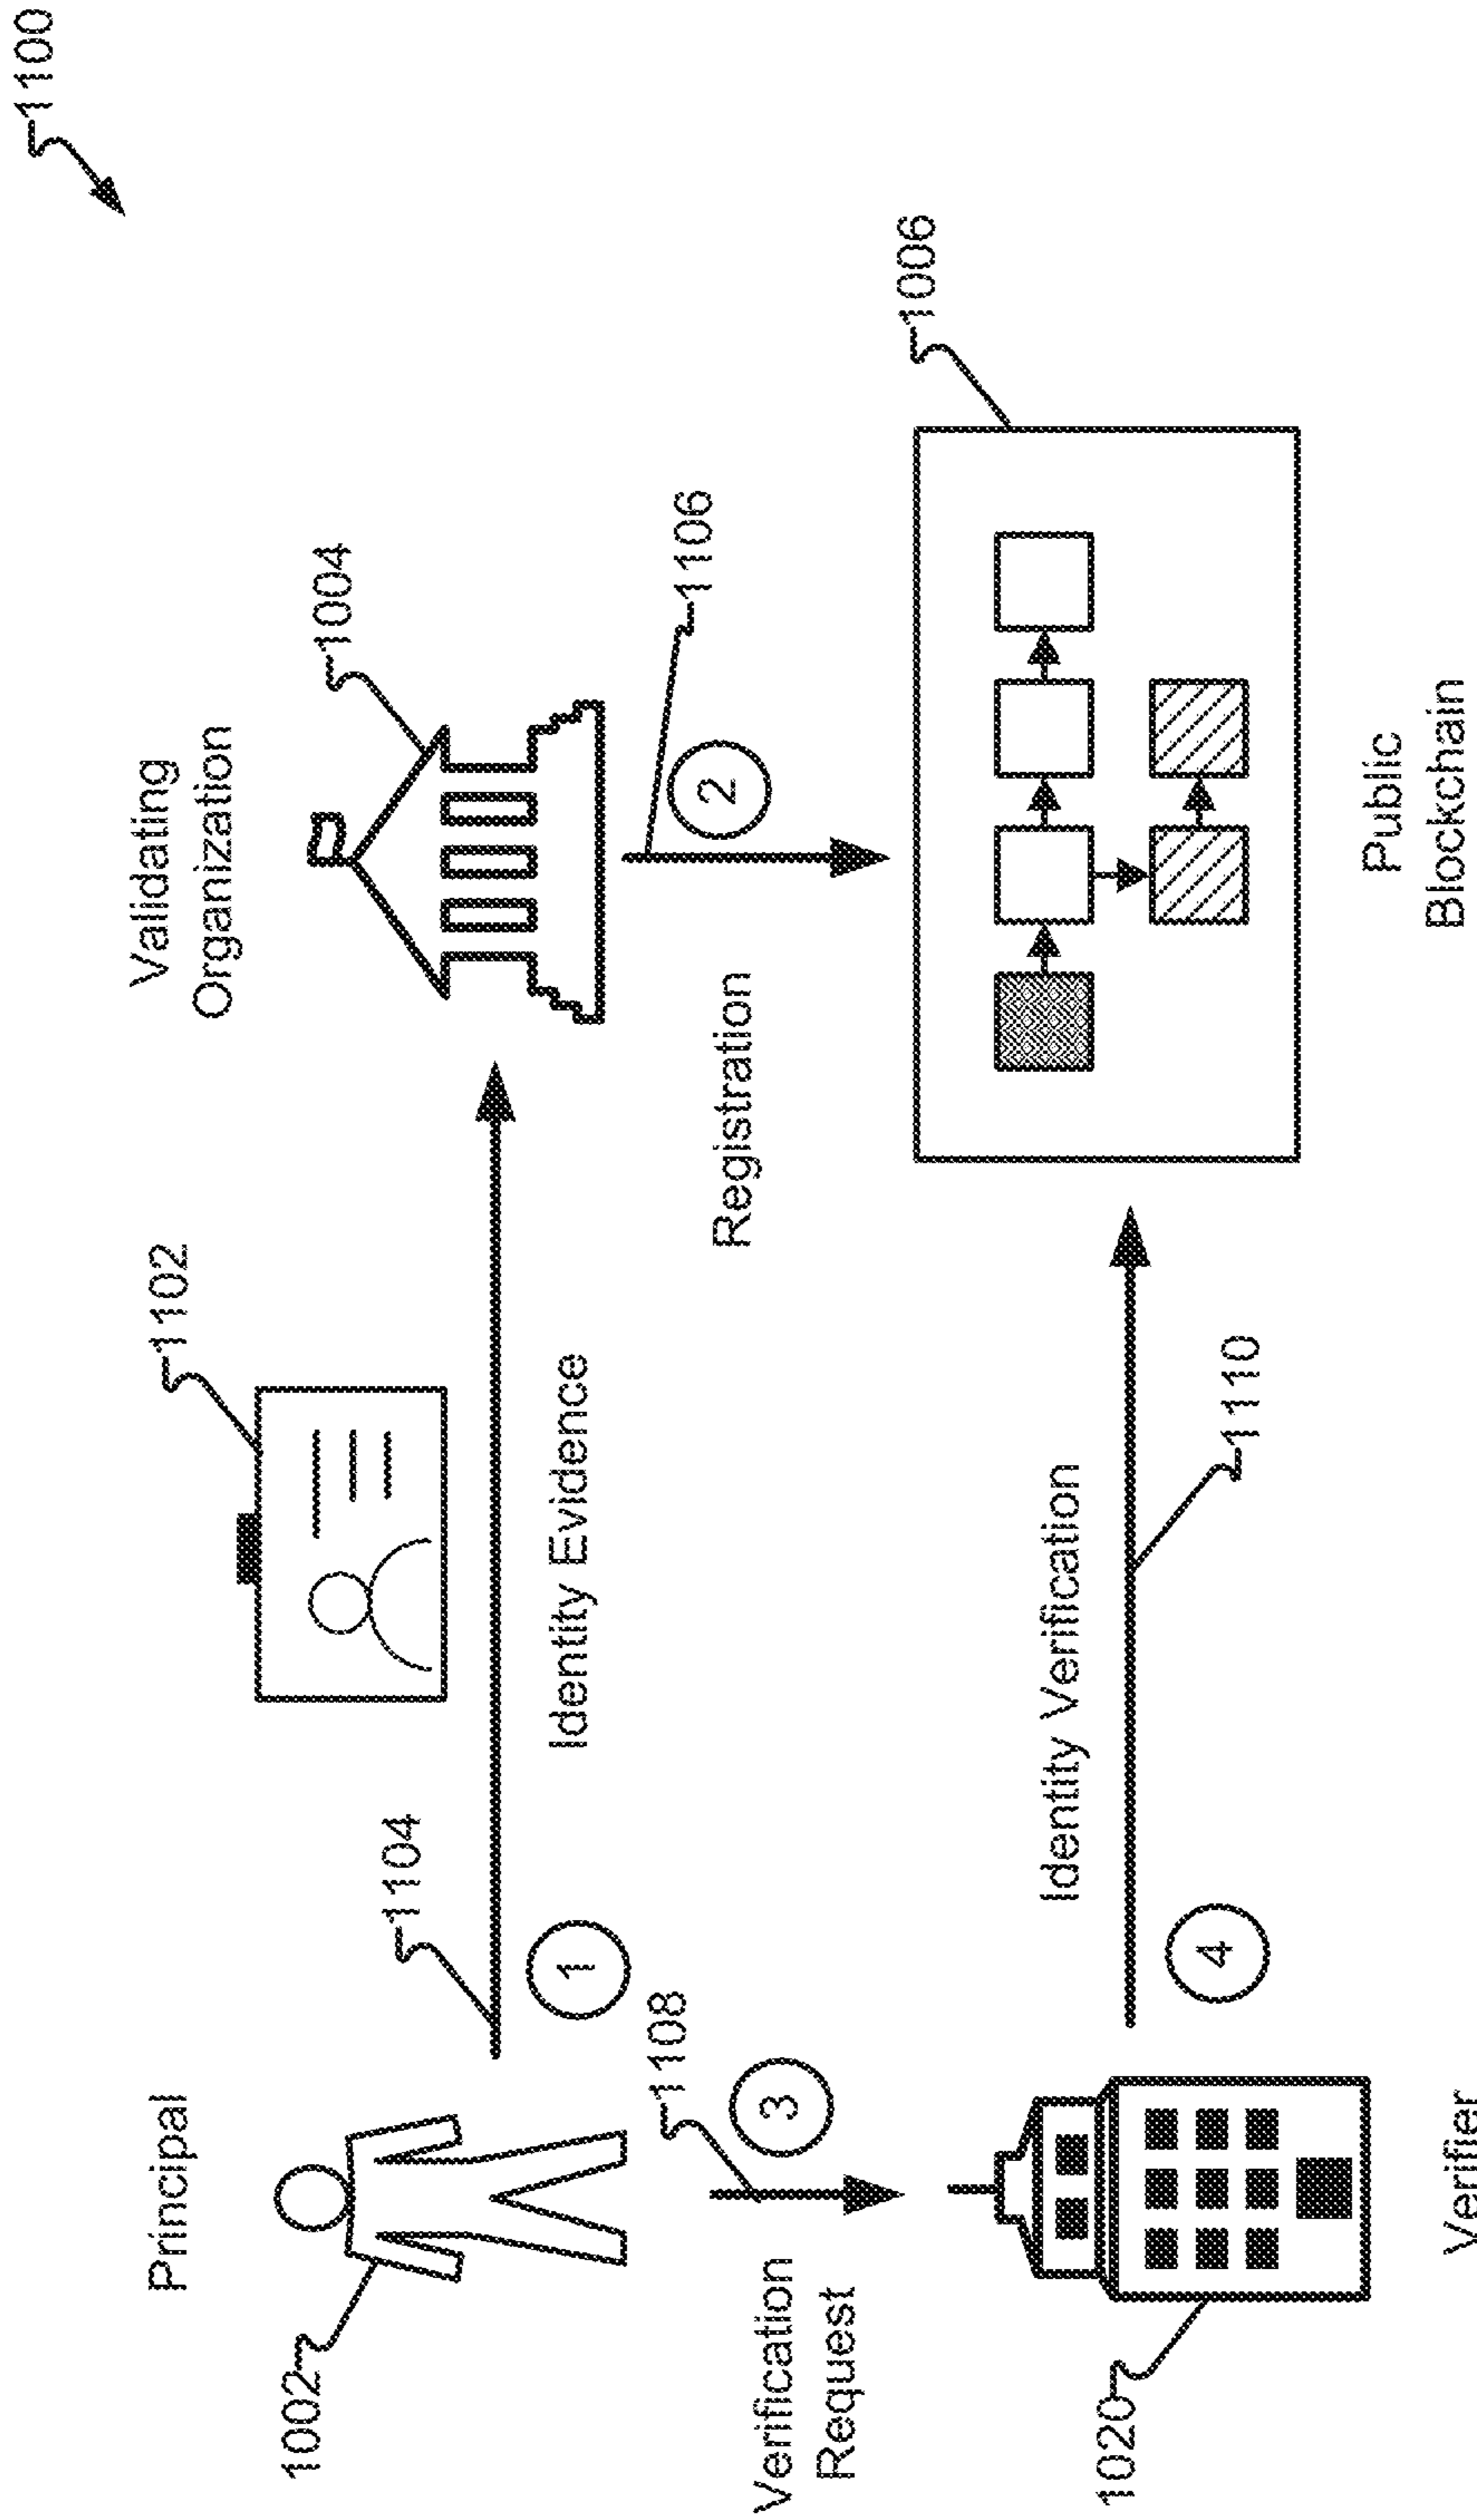 1100
Principal
1002
1104
1
1102
Identity Evidence
Validating
Organization
1004
1106
2
Registration
1108
3
Verification
Request
1020
Verifier
4
Identity Verification
1110
1006
Public
Blockchain